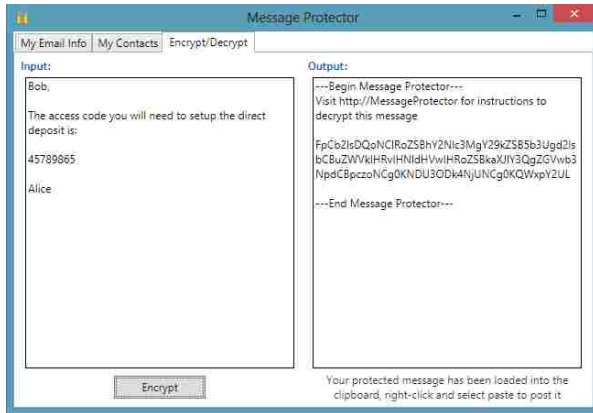 Message Protector
My Email Info My Contacts Encrypt/Decrypt
Input:
Bob,
The access code you will need to setup the direct
deposit is:
45789865
Alice
Encrypt
Output:
---Begin Message Protector---
Visit http://MessageProtector for instructions to
decrypt this message
FpCb2IsDQoNClRoZSBhY2Nlc3MgY29kZSB5b3Ugd2ls
bCBuZWVkIHRvIHNldHVwIHRoZSBkaXJlY3QgZGVwb3
NpdCBpczoNCg0KNDU3ODk4NjUNCg0KQWxpY2UL
---End Message Protector---
Your protected message has been loaded into the
clipboard, right-click and select paste to post it